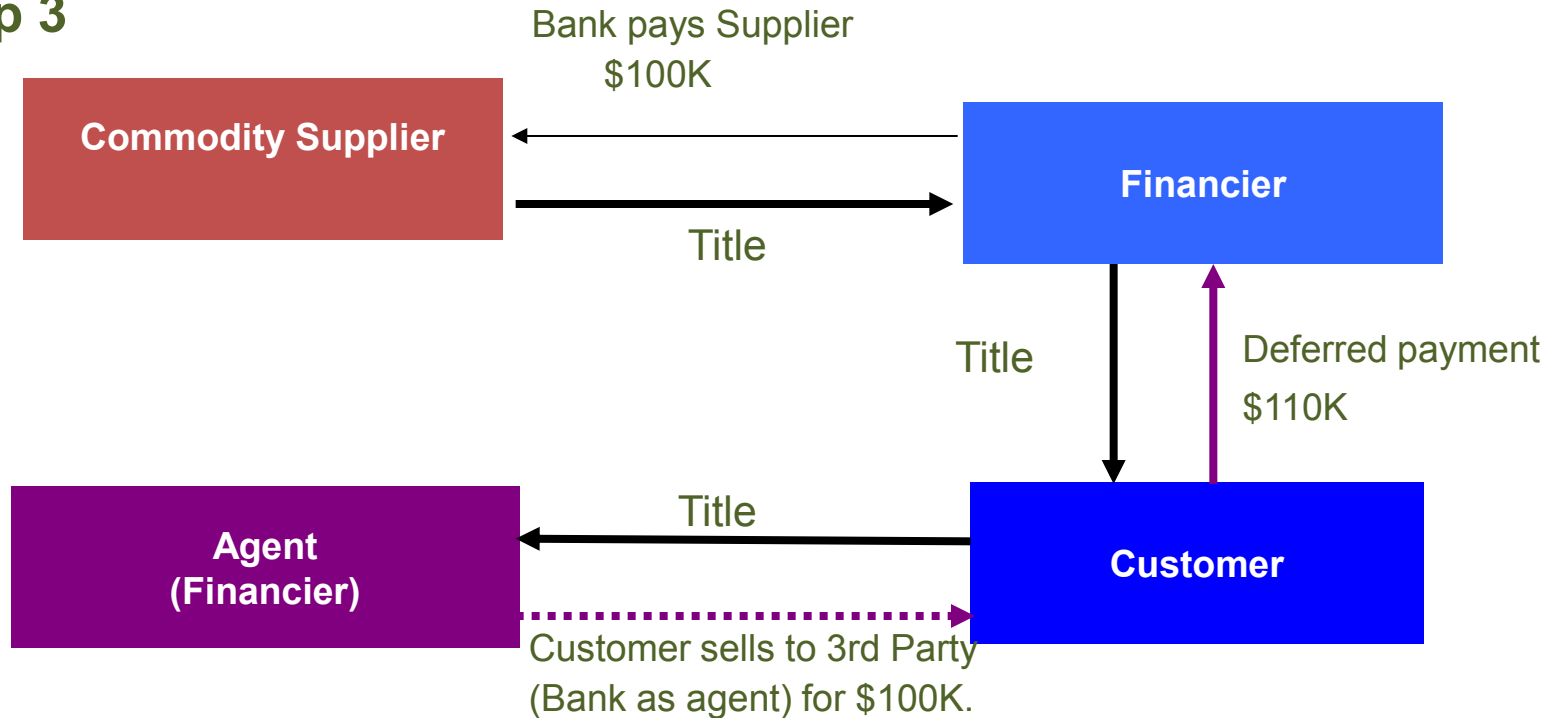 p 3
Bank pays Supplier
$100K
Commodity Supplier
Financier
Title
Title
Deferred payment
$110K
Title
Agent
(Financier)
Customer
Customer sells to 3rd Party
(Bank as agent) for $100K.